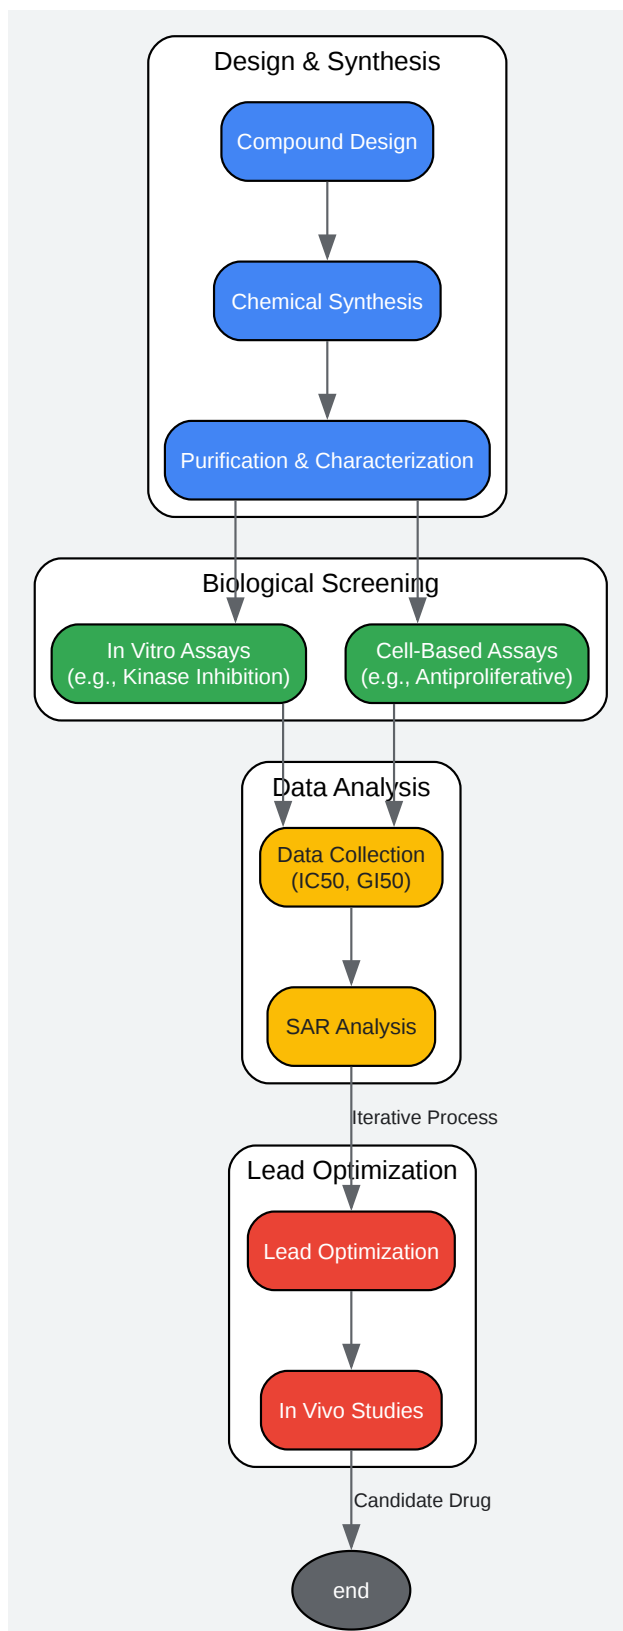 Design & Synthesis
Compound Design
Chemical Synthesis
Purification & Characterization
Biological Screening
In Vitro Assays
(e.g., Kinase Inhibition)
Cell-Based Assays
(e.g., Antiproliferative)
Data Analysis
Data Collection
(IC50, GI50)
SAR Analysis
Iterative Process
Lead Optimization
Lead Optimization
In Vivo Studies
Candidate Drug
end